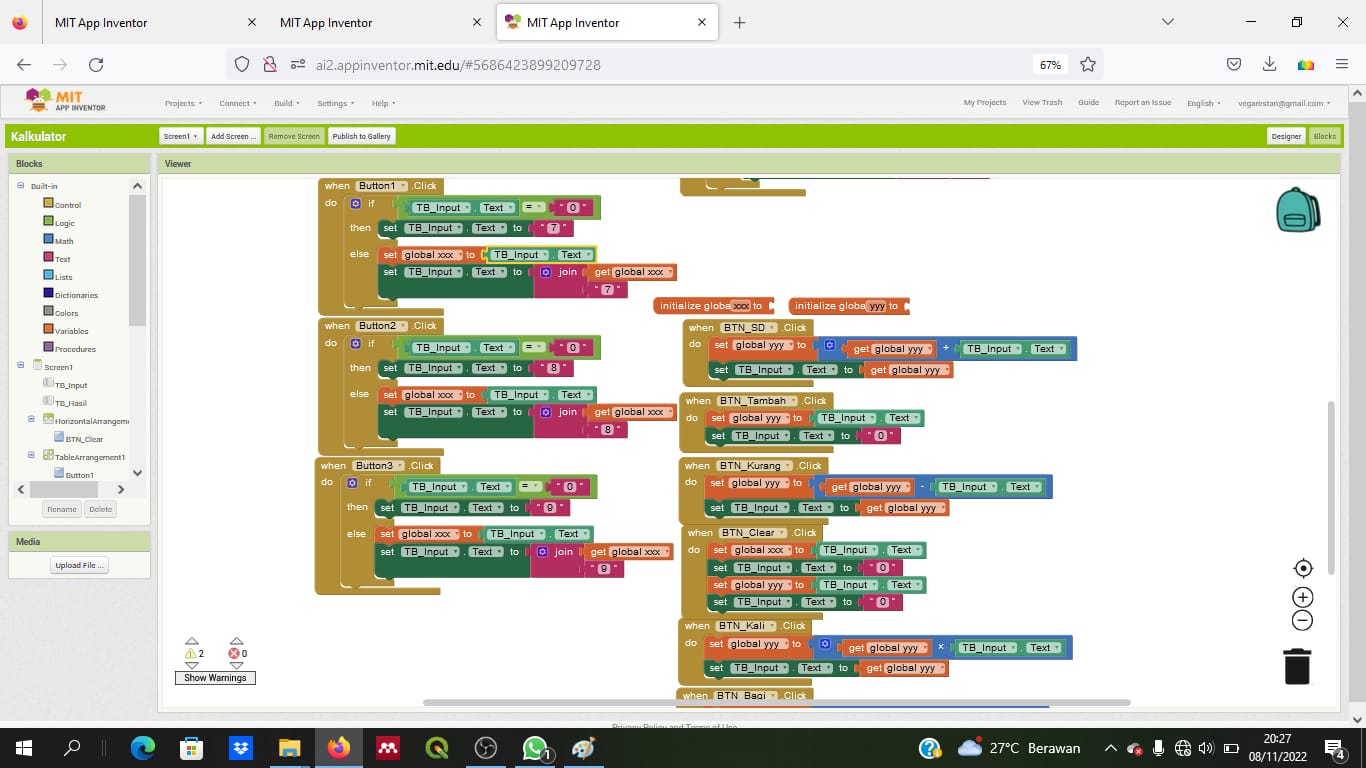 MIT App Inventor
MIT App Inventor
MIT App Inventor
ai2.appinventor.mit.edu/#5686423899209728
67%
MIT
APP INVENTOR
Projects
Connect
Build
Settings
Help
My Projects
View Trash
Guide
Report an Issue
English
vegarestan@gmail.com
Kalkulator
Screen1
Add Screen ...
Remove Screen
Publish to Gallery
Designer
Blocks
Blocks
Built-in
Control
Logic
Math
Text
Lists
Dictionaries
Colors
Variables
Procedures
Screen1
TB_Input
TB_Hasil
HorizontalArrangeme
BTN_Clear
TableArrangement1
Button1
Rename
Delete
Media
Upload File ...
Viewer
when Button1 .Click
do if TB_Input . Text = " 0 "
then set TB_Input . Text to " 7 "
else set global xxx to TB_Input . Text
set TB_Input . Text to join get global xxx
" 7 "
when Button2 .Click
do if TB_Input . Text = " 0 "
then set TB_Input . Text to " 8 "
else set global xxx to TB_Input . Text
set TB_Input . Text to join get global xxx
" 8 "
when Button3 .Click
do if TB_Input . Text = " 0 "
then set TB_Input . Text to " 9 "
else set global xxx to TB_Input . Text
set TB_Input . Text to join get global xxx
" 9 "
initialize globa xxx to
initialize globa yyy to
when BTN_SD .Click
do set global yyy to get global yyy + TB_Input . Text
set TB_Input . Text to get global yyy
when BTN_Tambah .Click
do set global yyy to TB_Input . Text
set TB_Input . Text to " 0 "
when BTN_Kurang .Click
do set global yyy to get global yyy - TB_Input . Text
set TB_Input . Text to get global yyy
when BTN_Clear .Click
do set global xxx to TB_Input . Text
set TB_Input . Text to " 0 "
set global yyy to TB_Input . Text
set TB_Input . Text to " 0 "
when BTN_Kali .Click
do set global yyy to get global yyy × TB_Input . Text
set TB_Input . Text to get global yyy
when BTN_Bagi .Click
2
0
Show Warnings
Privacy Policy and Terms of Use
1
27°C Berawan
20:27
08/11/2022
4